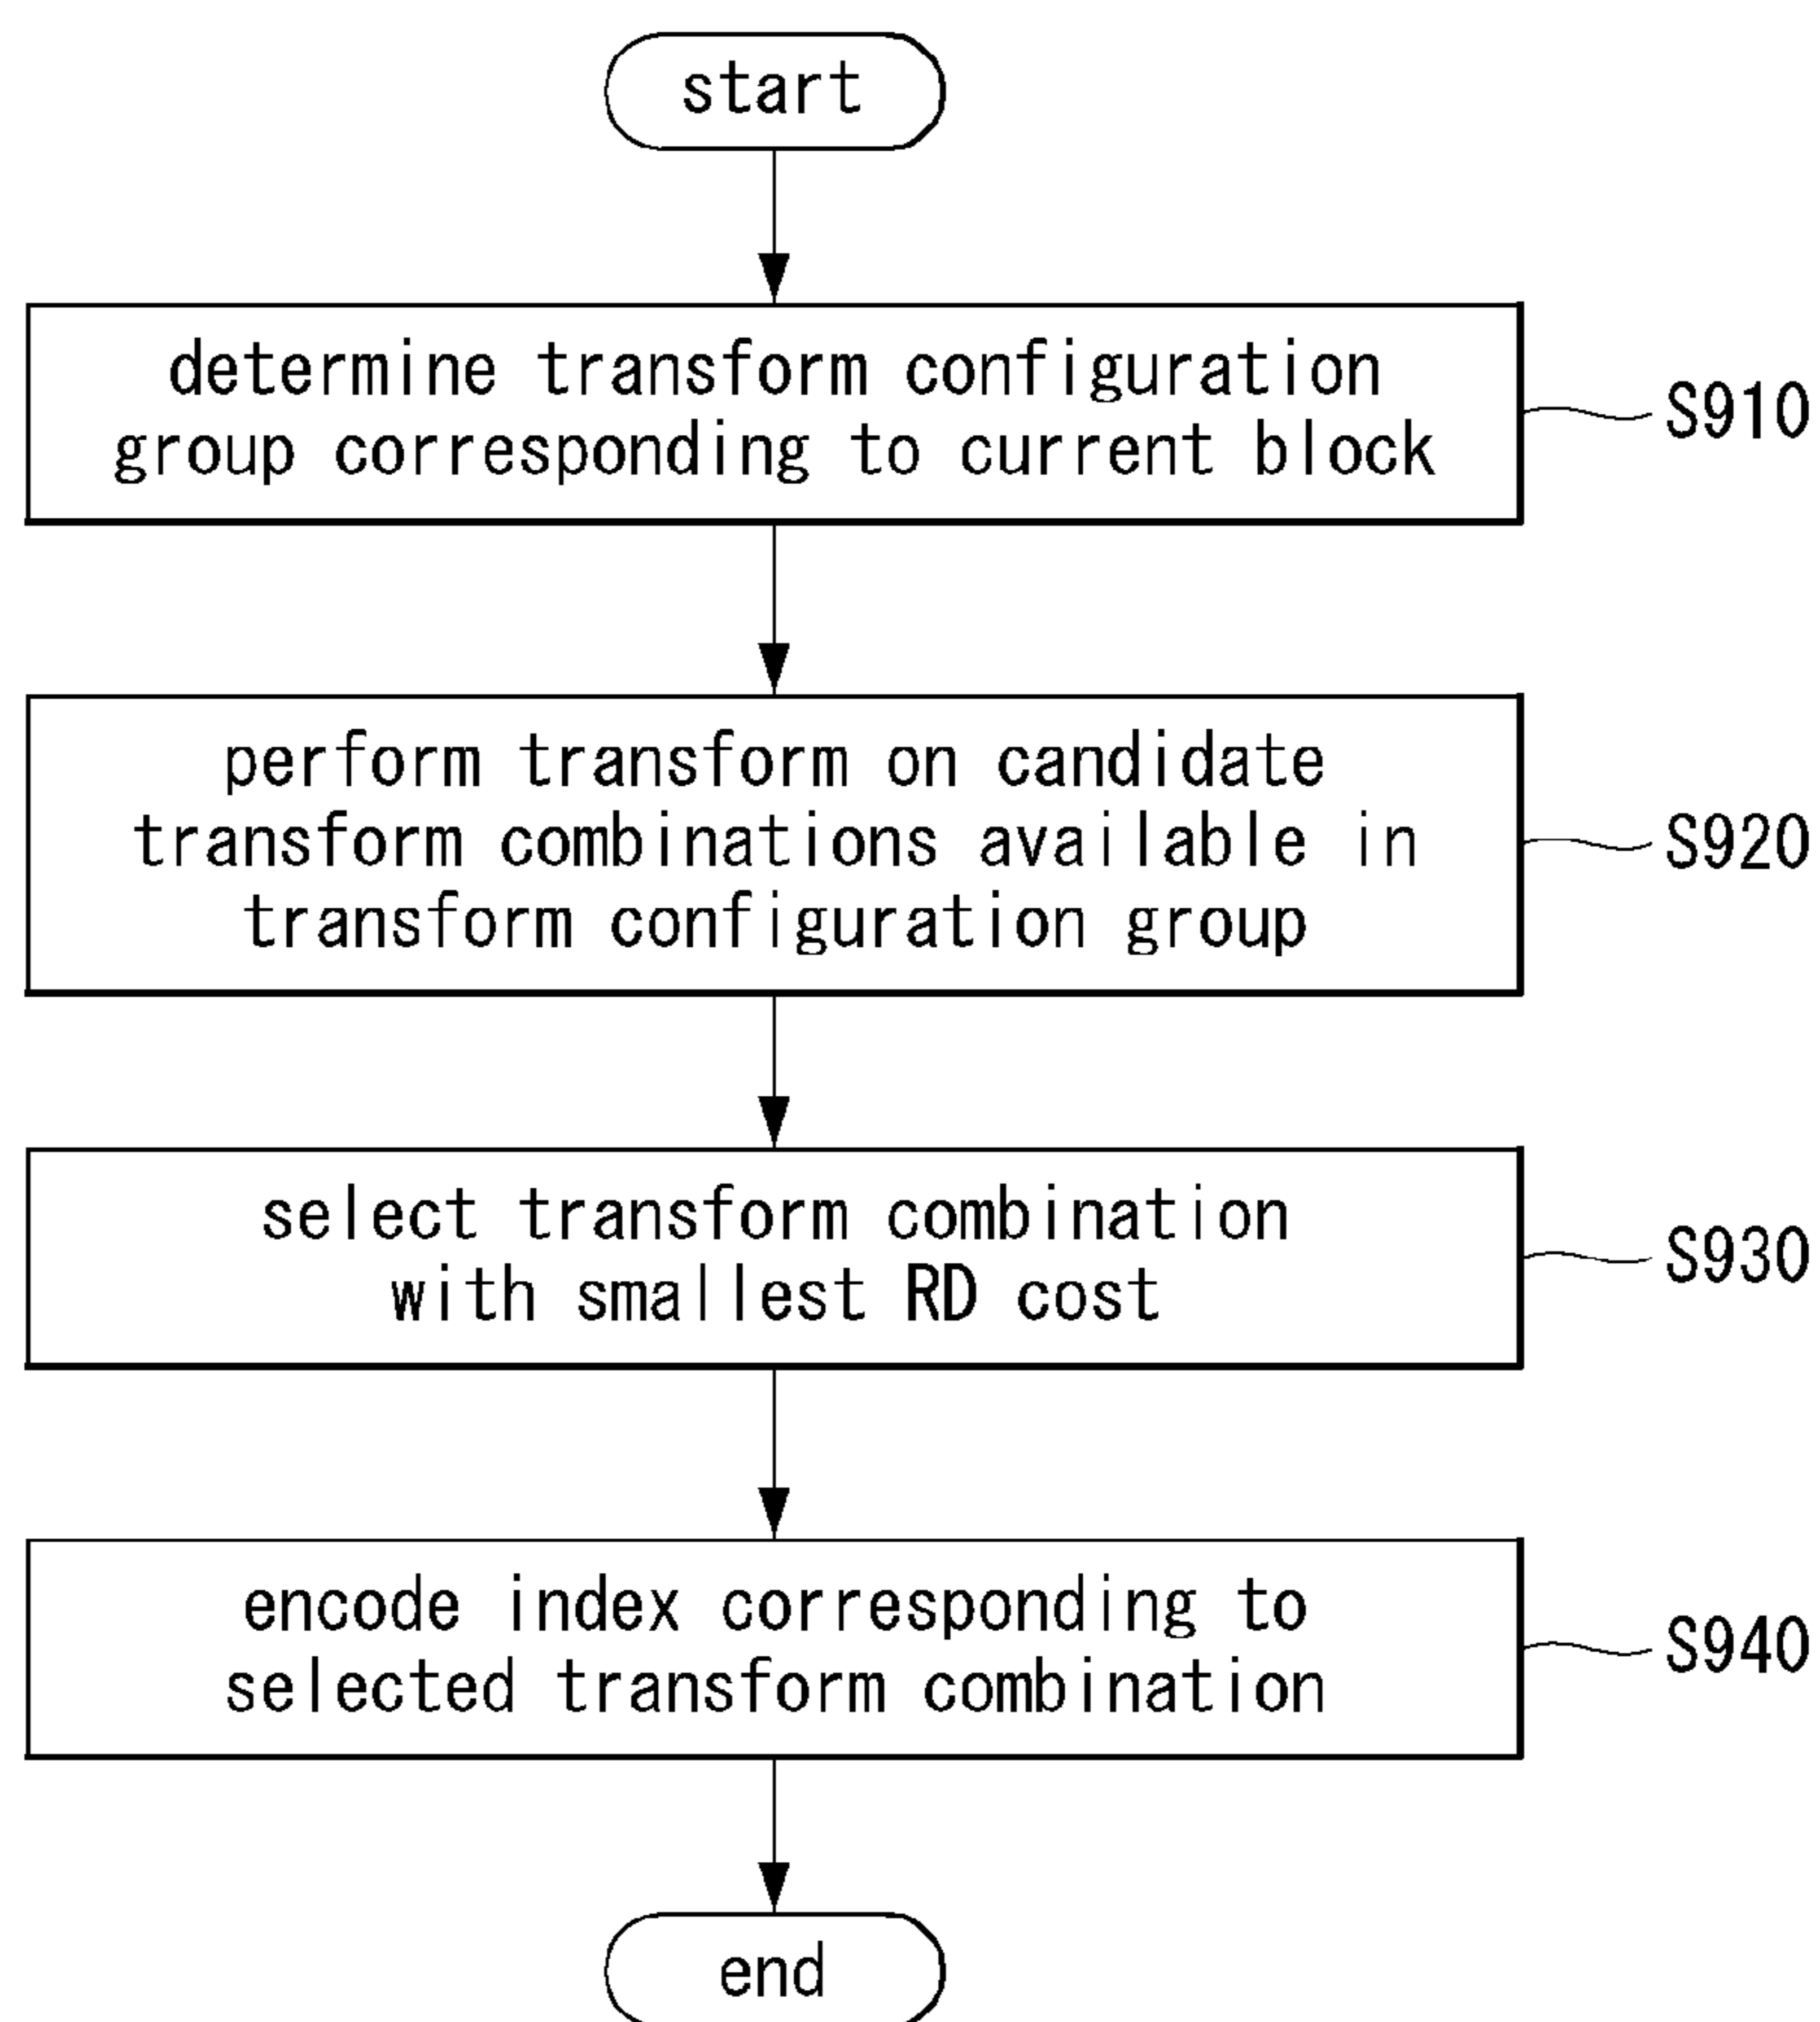 start
determine transform configuration
group corresponding to current block
S910
perform transform on candidate
transform combinations available in
transform configuration group
S920
select transform combination
with smallest RD cost
S930
encode index corresponding to
selected transform combination
S940
end